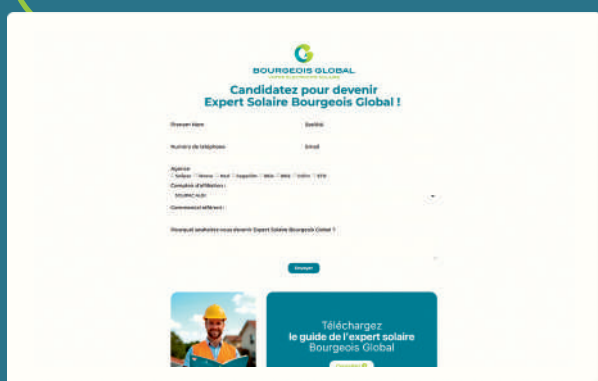 BOURGEOIS GLOBAL
Candidatez pour devenir
Expert Solaire Bourgeois Global !
Prénom Nom
Société
Numéro de téléphone
Email
Agence
Comptoir d'affiliation :
Commercial référent :
Pourquoi souhaitez-vous devenir Expert Solaire Bourgeois Global ?
Envoyer
Téléchargez
le guide de l'expert solaire
Bourgeois Global